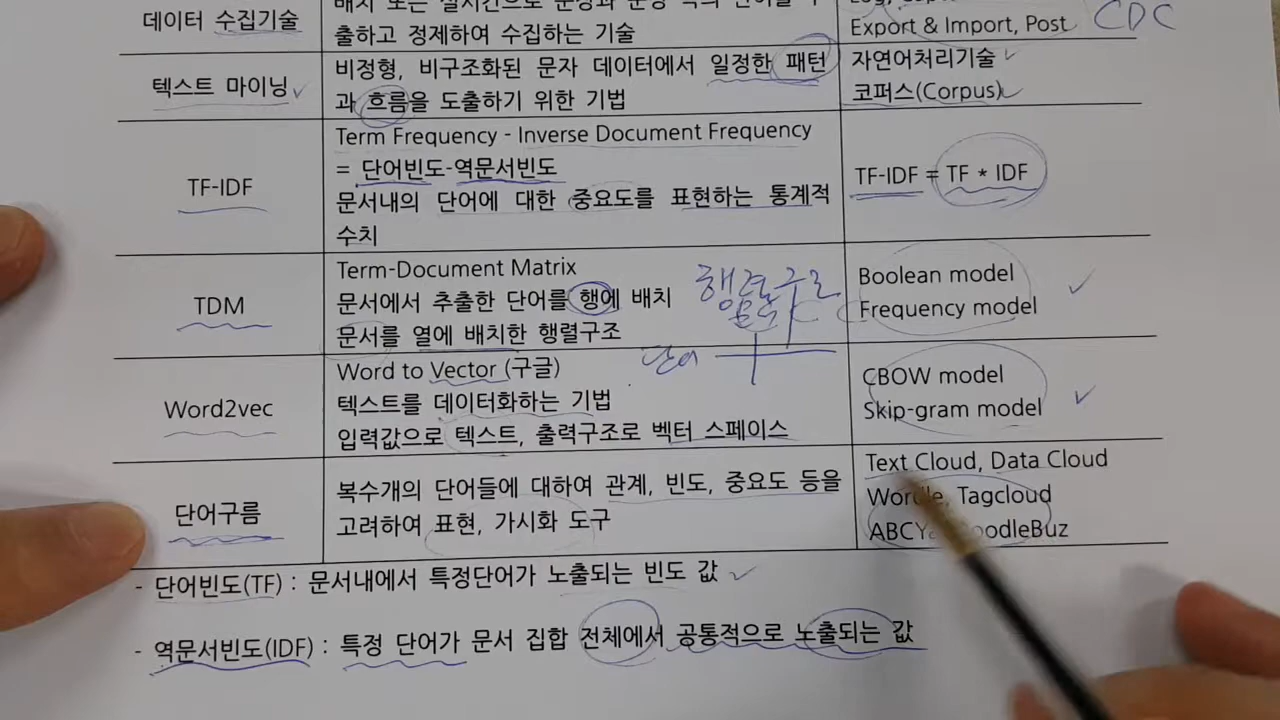 데이터 수집기술
출하고 정제하여 수집하는 기술
Export & Import, Post
CDC
텍스트 마이닝
비정형, 비구조화된 문자 데이터에서 일정한 패턴
과 흐름을 도출하기 위한 기법
자연어처리기술
코퍼스(Corpus)
TF-IDF
Term Frequency - Inverse Document Frequency
= 단어빈도-역문서빈도
문서내의 단어에 대한 중요도를 표현하는 통계적
수치
TF-IDF = TF * IDF
TDM
Term-Document Matrix
문서에서 추출한 단어를 행에 배치
문서를 열에 배치한 행렬구조
행렬구조
문서
단어
Boolean model
Frequency model
Word2vec
Word to Vector (구글)
텍스트를 데이터화하는 기법
입력값으로 텍스트, 출력구조로 벡터 스페이스
CBOW model
Skip-gram model
단어구름
복수개의 단어들에 대하여 관계, 빈도, 중요도 등을
고려하여 표현, 가시화 도구
Text Cloud, Data Cloud
Wordle, Tagcloud
- 단어빈도(TF) : 문서내에서 특정단어가 노출되는 빈도 값
- 역문서빈도(IDF) : 특정 단어가 문서 집합 전체에서 공통적으로 노출되는 값